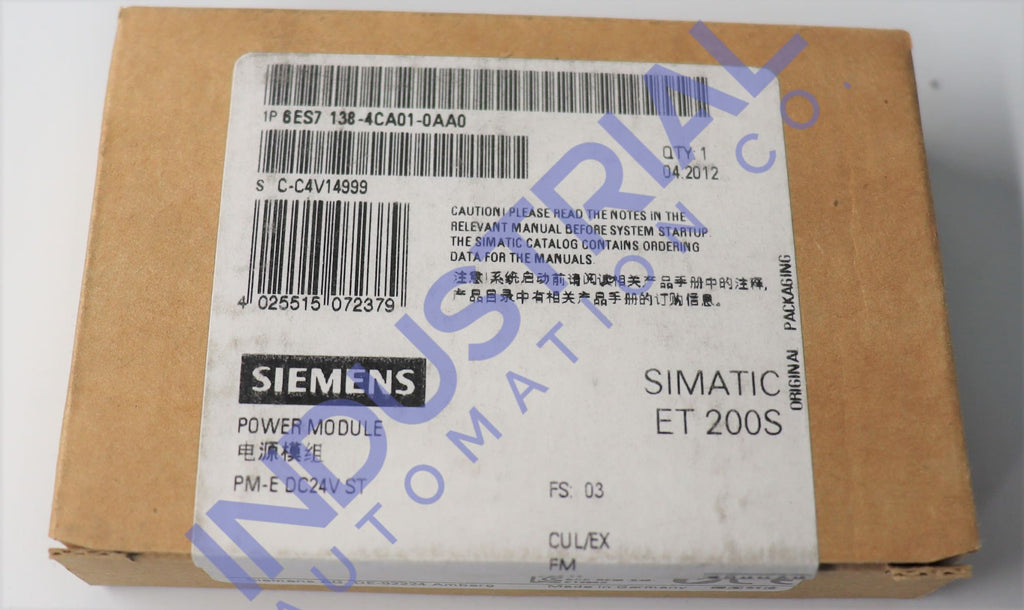 1P 6ES7 138-4CA01-0AA0
QTY: 1
04.2012
S C-C4V14999
CAUTION! PLEASE READ THE NOTES IN THE
RELEVANT MANUAL BEFORE SYSTEM STARTUP.
THE SIMATIC CATALOG CONTAINS ORDERING
DATA FOR THE MANUALS.
注意!系统启动前请阅读相关产品手册中的注释,
产品目录中有相关产品手册的订购信息。
4 025515 072379
ORIGINAL PACKAGING
SIEMENS
SIMATIC
ET 200S
POWER MODULE
电源模组
PM-E DC24V ST
FS: 03
CUL/EX
FM
Made in Germany
INDUSTRIAL
AUTOMATION CO.